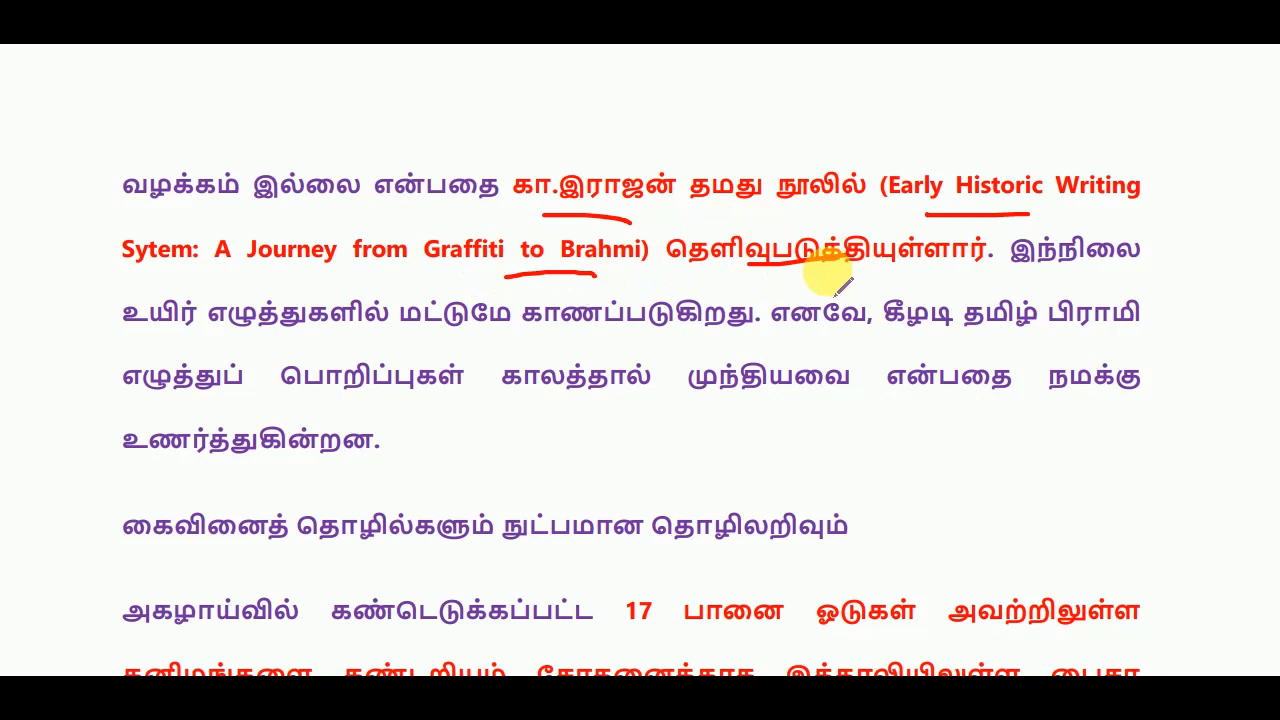 வழக்கம் இல்லை என்பதை கா.இராஜன் தமது நூலில் (Early Historic Writing
Sytem: A Journey from Graffiti to Brahmi) தெளிவுபடுத்தியுள்ளார். இந்நிலை
உயிர் எழுத்துகளில் மட்டுமே காணப்படுகிறது. எனவே, கீழடி தமிழ் பிராமி
எழுத்துப் பொறிப்புகள் காலத்தால் முந்தியவை என்பதை நமக்கு
உணர்த்துகின்றன.
கைவினைத் தொழில்களும் நுட்பமான தொழிலறிவும்
அகழாய்வில் கண்டெடுக்கப்பட்ட 17 பானை ஓடுகள் அவற்றிலுள்ள